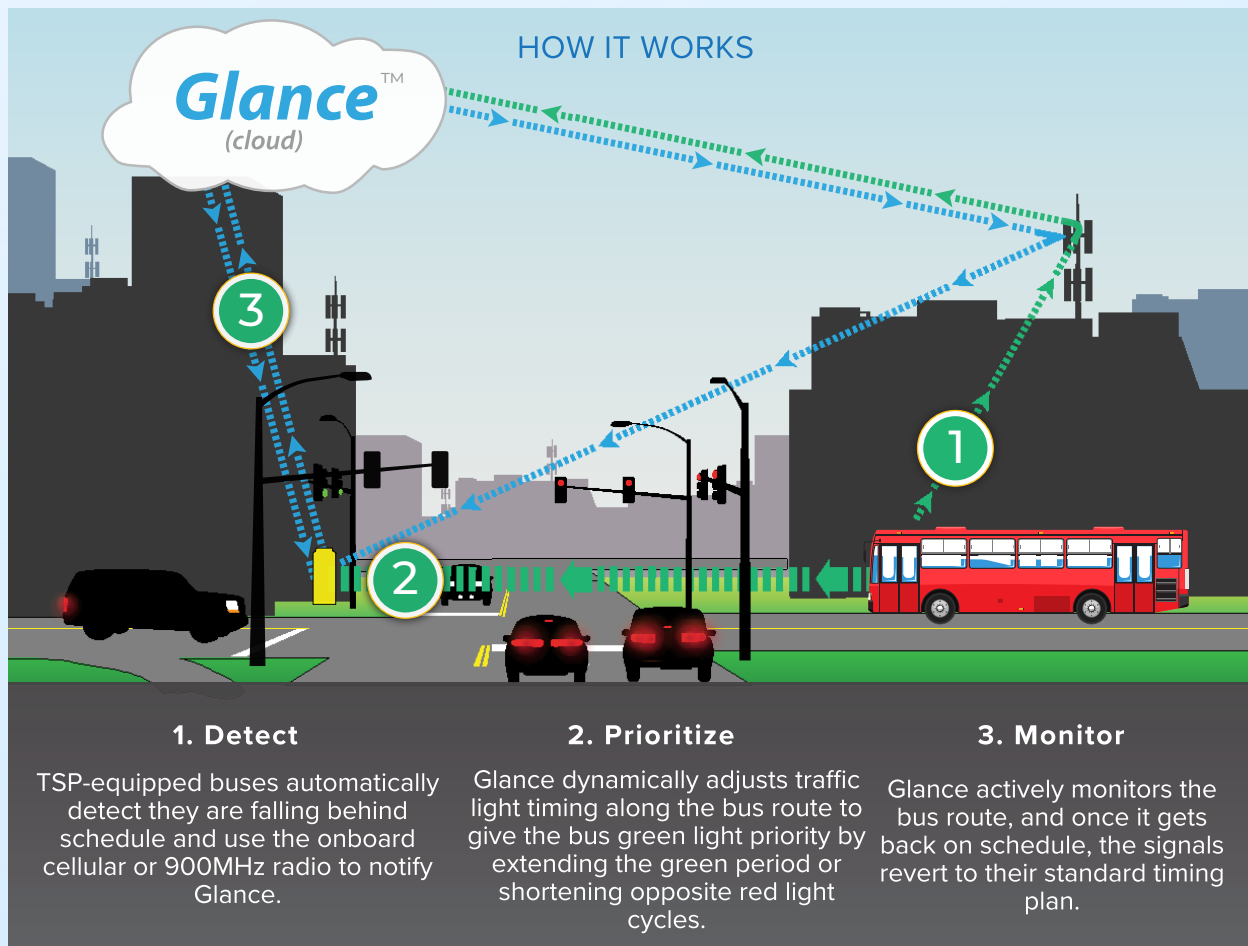 HOW IT WORKS
Glance™
(cloud)
3
1
2
1. Detect
TSP-equipped buses automatically
detect they are falling behind
schedule and use the onboard
cellular or 900MHz radio to notify
Glance.
2. Prioritize
Glance dynamically adjusts traffic
light timing along the bus route to
give the bus green light priority by
extending the green period or
shortening opposite red light
cycles.
3. Monitor
Glance actively monitors the
bus route, and once it gets
back on schedule, the signals
revert to their standard timing
plan.